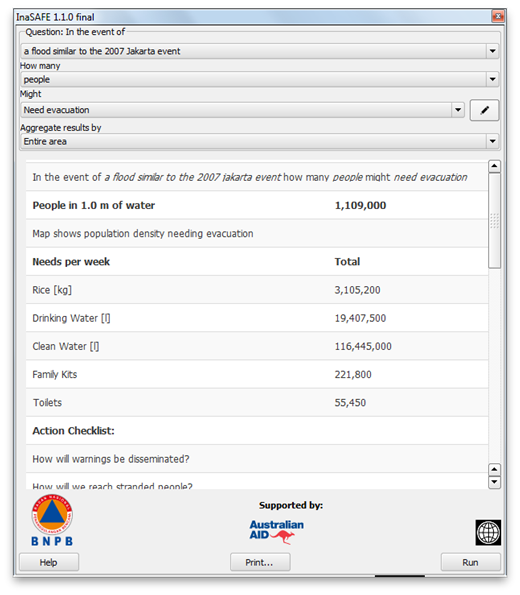 InaSAFE 1.1.0 final
Question: In the event of
a flood similar to the 2007 Jakarta event
How many
people
Might
Need evacuation
Aggregate results by
Entire area
In the event of a flood similar to the 2007 Jakarta event how many people might need evacuation
People in 1.0 m of water 1,109,000
Map shows population density needing evacuation
Needs per week Total
Rice [kg] 3,105,200
Drinking Water [l] 19,407,500
Clean Water [l] 116,445,000
Family Kits 221,800
Toilets 55,450
Action Checklist:
How will warnings be disseminated?
How will we reach stranded people?
BNPB
Supported by:
Australian
AID
Help Print... Run